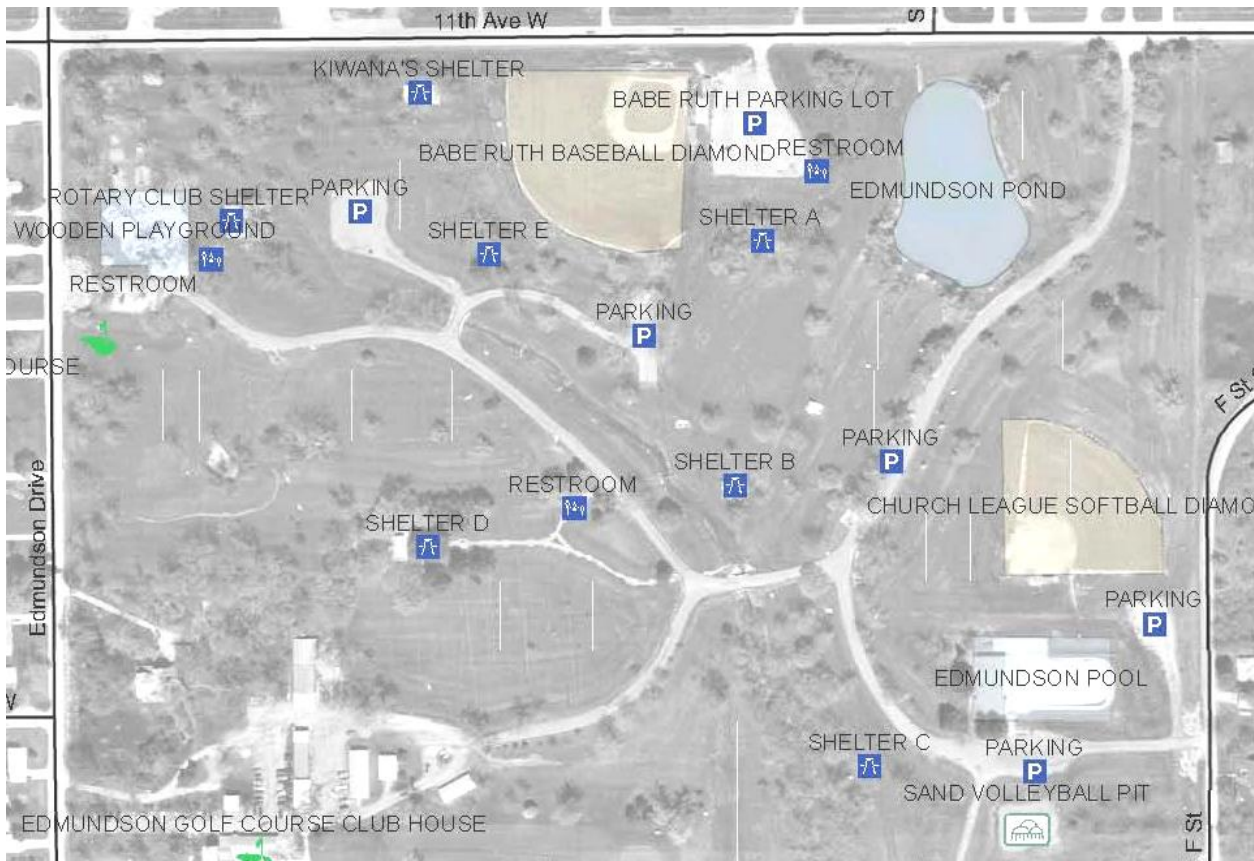 11th Ave W
S
KIWANA'S SHELTER
BABE RUTH PARKING LOT
P
BABE RUTH BASEBALL DIAMOND
RESTROOM
ROTARY CLUB SHELTER
PARKING
P
EDMUNDSON POND
SHELTER A
WOODEN PLAYGROUND
SHELTER E
RESTROOM
PARKING
P
OURSE
F St
PARKING
P
SHELTER B
RESTROOM
CHURCH LEAGUE SOFTBALL DIAMO
SHELTER D
Edmundson Drive
PARKING
P
EDMUNDSON POOL
SHELTER C
PARKING
P
SAND VOLLEYBALL PIT
EDMUNDSON GOLF COURSE CLUB HOUSE
F St